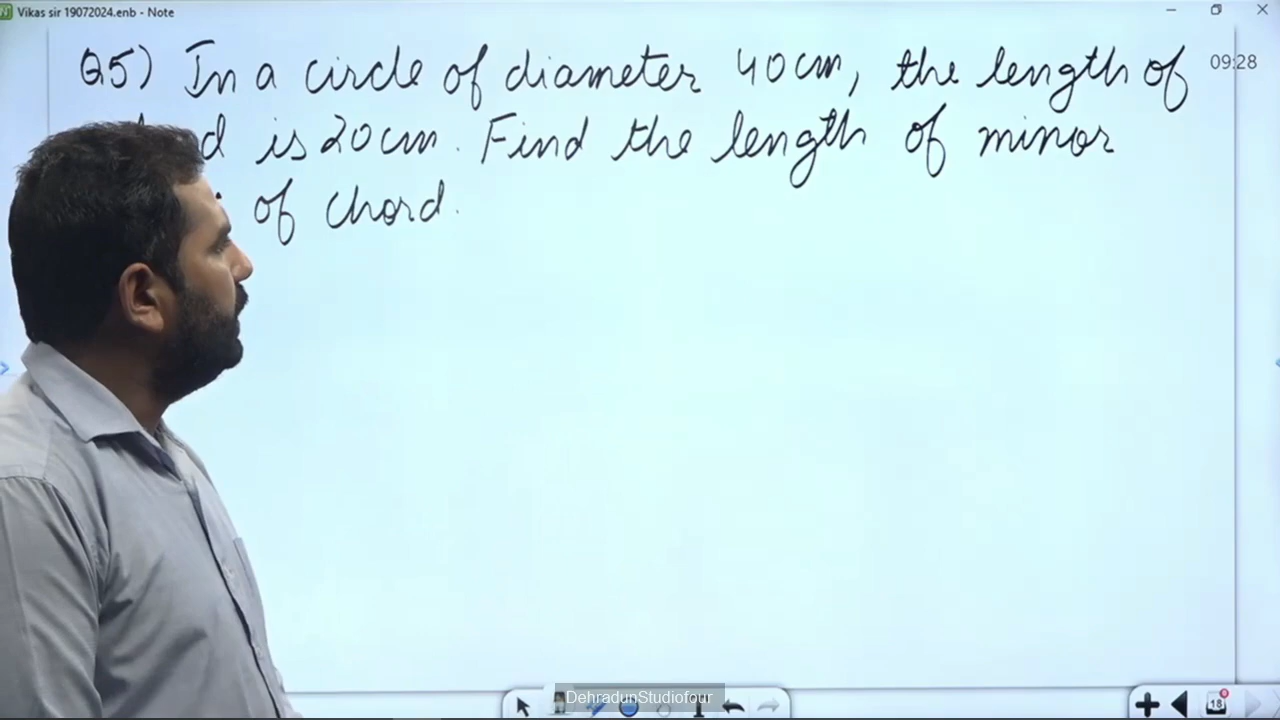 Vikas sir 19072024.enb - Note
09:28
Q5) In a circle of diameter 40cm, the length of
is 20cm. Find the length of minor
of chord.
DehradunStudiofour
18